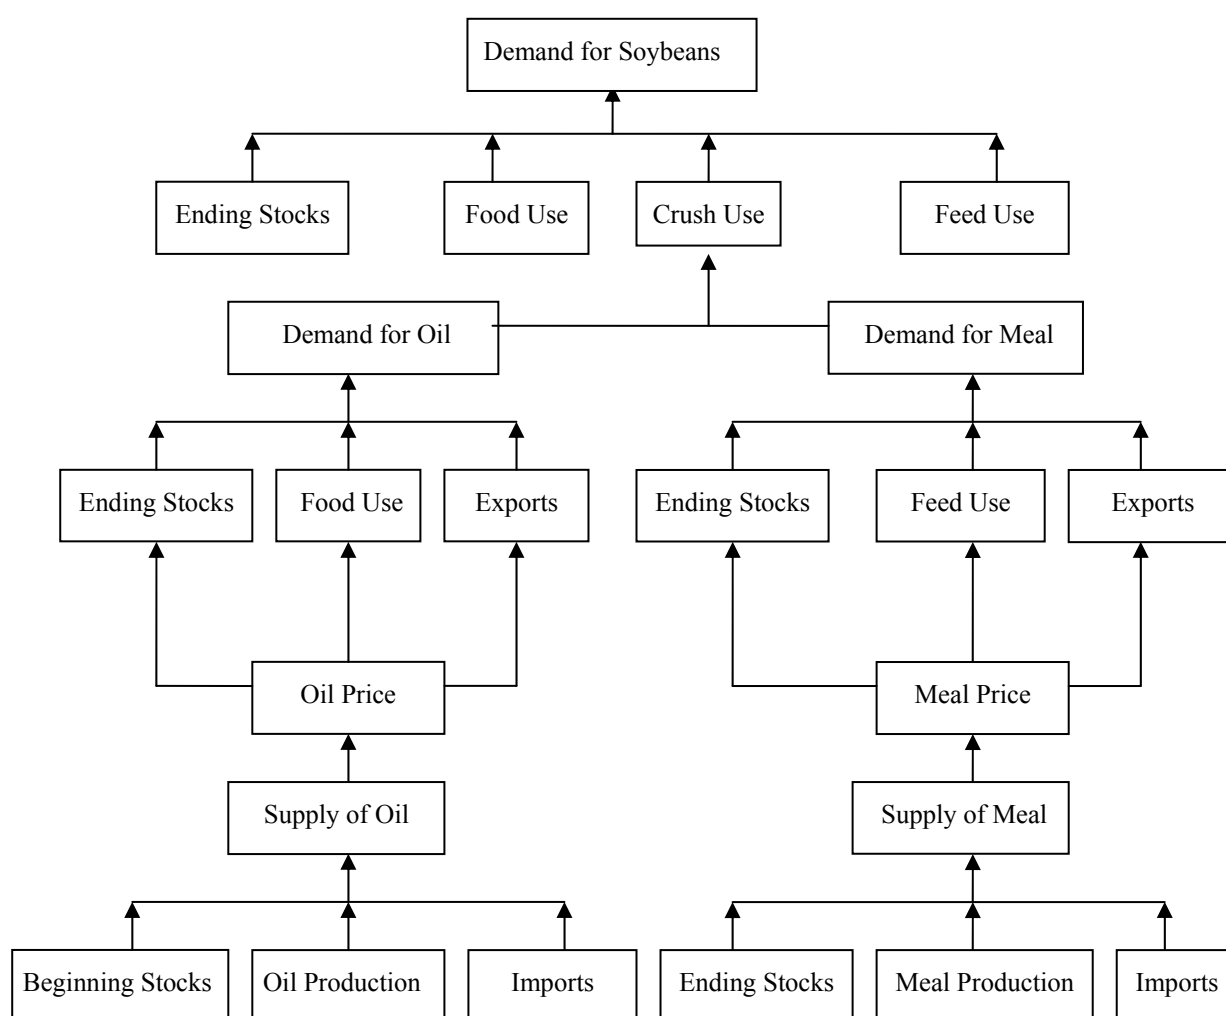 Demand for Soybeans
Ending Stocks
Food Use
Crush Use
Feed Use
Demand for Oil
Demand for Meal
Ending Stocks
Food Use
Exports
Ending Stocks
Feed Use
Exports
Oil Price
Meal Price
Supply of Oil
Supply of Meal
Beginning Stocks
Oil Production
Imports
Ending Stocks
Meal Production
Imports